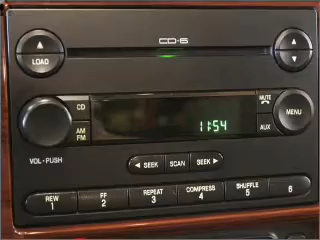 CD-6
LOAD
CD
MUTE
MENU
AM
FM
11:54
AUX
VOL•PUSH
SEEK SCAN SEEK
REW FF REPEAT COMPRESS SHUFFLE
1 2 3 4 5 6